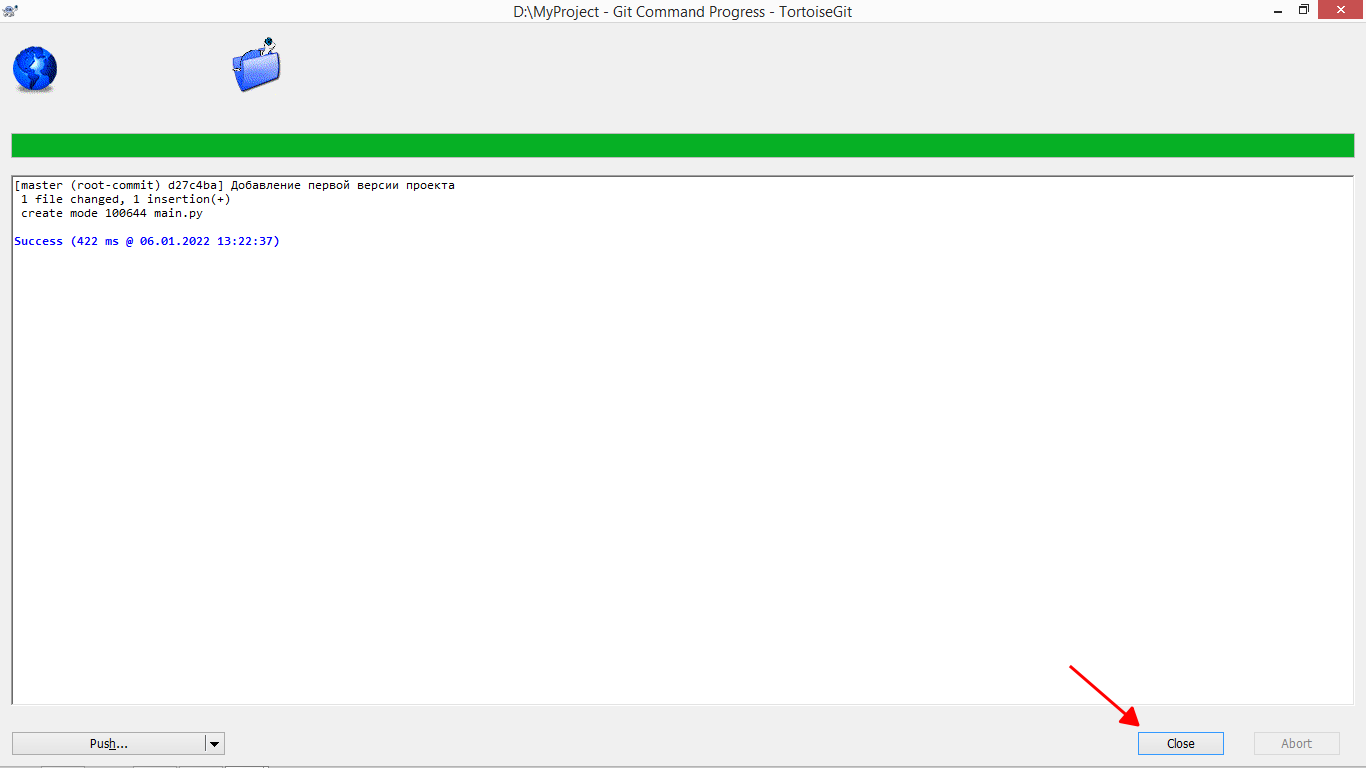 D:\MyProject - Git Command Progress - TortoiseGit
[master (root-commit) d27c4ba] Добавление первой версии проекта
1 file changed, 1 insertion(+)
create mode 100644 main.py
Success (422 ms @ 06.01.2022 13:22:37)
Push...
Close
Abort